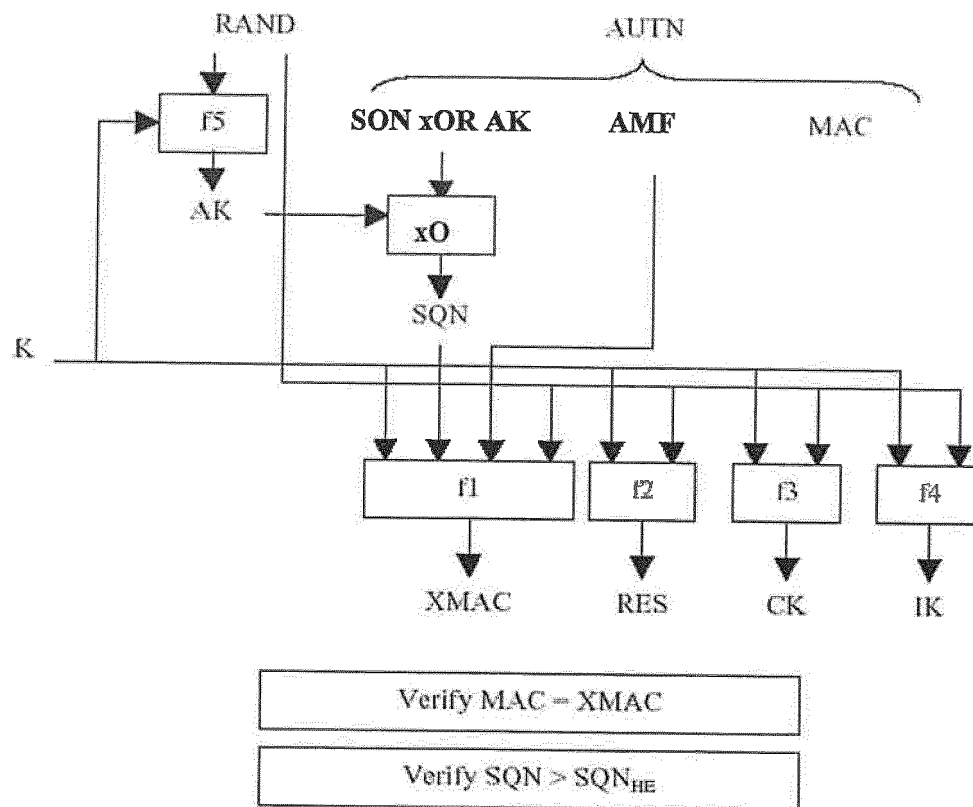 RAND
AUTN
f5
SON xOR AK
AMF
MAC
AK
xO
SQN
K
f1
f2
f3
f4
XMAC
RES
CK
IK
Verify MAC = XMAC
Verify SQN > SQNHE